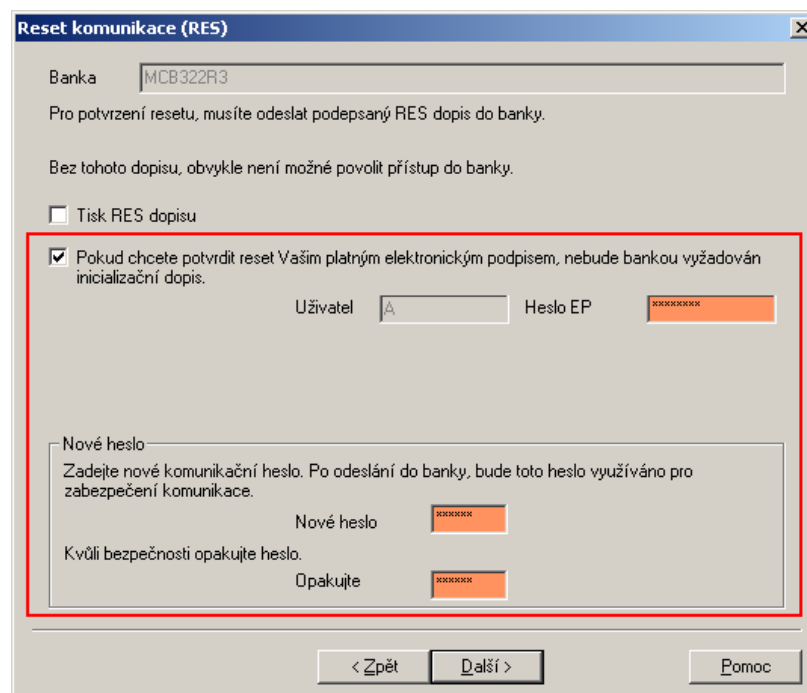 Reset komunikace (RES)
Banka MCB322R3
Pro potvrzení resetu, musíte odeslat podepsaný RES dopis do banky.
Bez tohoto dopisu, obvykle není možné povolit přístup do banky.
Tisk RES dopisu
Pokud chcete potvrdit reset Vašim platným elektronickým podpisem, nebude bankou vyžadován
inicializační dopis.
Uživatel A Heslo EP ********
Nové heslo
Zadejte nové komunikační heslo. Po odeslání do banky, bude toto heslo využíváno pro
zabezpečení komunikace.
Nové heslo ******
Kvůli bezpečnosti opakujte heslo.
Opakujte ******
< Zpět Další > Pomoc